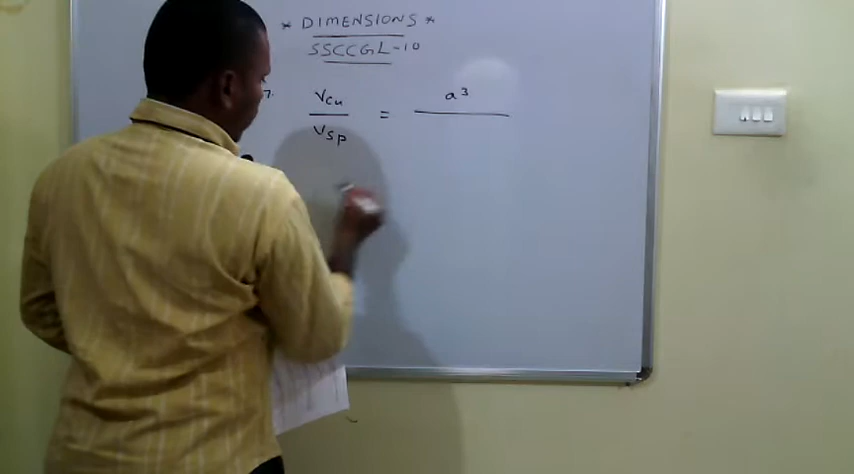 * DIMENSIONS *
SSCCGL-10
7. Vcu / Vsp = a³ /